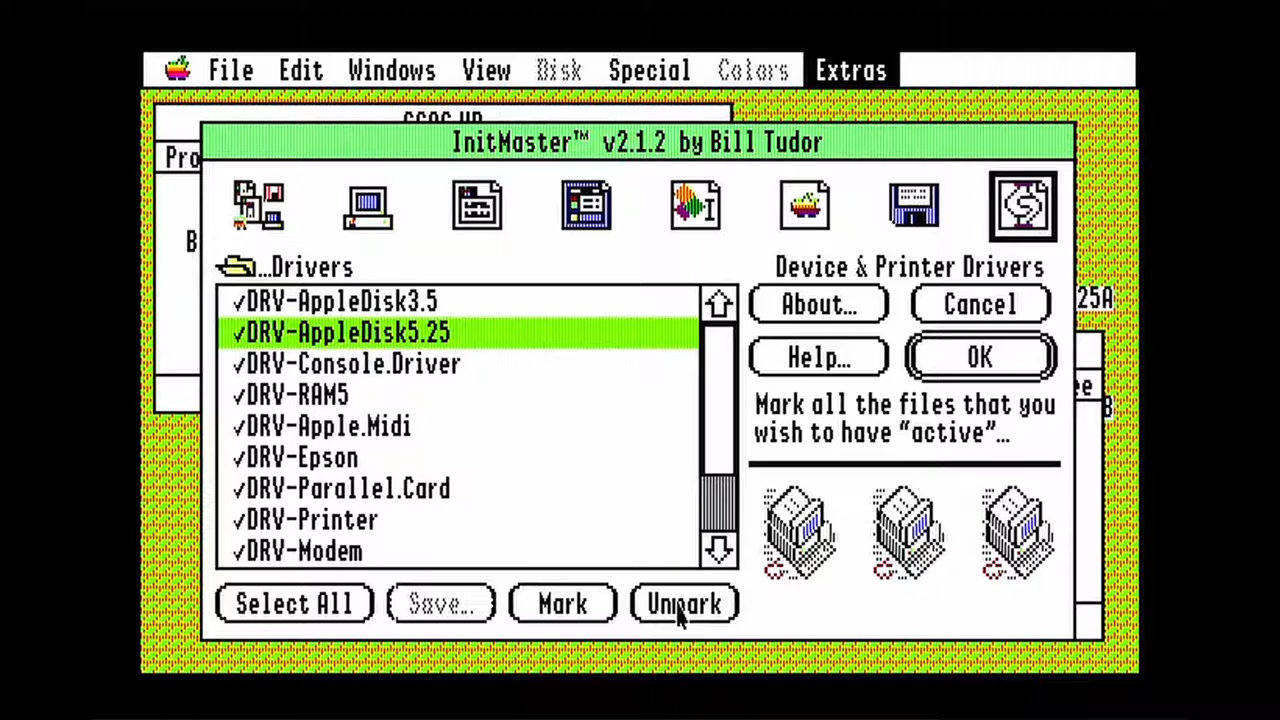 File Edit Windows View Disk Special Colors Extras
InitMaster™ v2.1.2 by Bill Tudor
Pro
B
...Drivers
Device & Printer Drivers
✓DRV-AppleDisk3.5
✓DRV-AppleDisk5.25
✓DRV-Console.Driver
✓DRV-RAM5
✓DRV-Apple.Midi
✓DRV-Epson
✓DRV-Parallel.Card
✓DRV-Printer
✓DRV-Modem
About...
Cancel
25A
Help...
OK
ee
Mark all the files that you
wish to have “active”...
Select All
Save...
Mark
Unmark